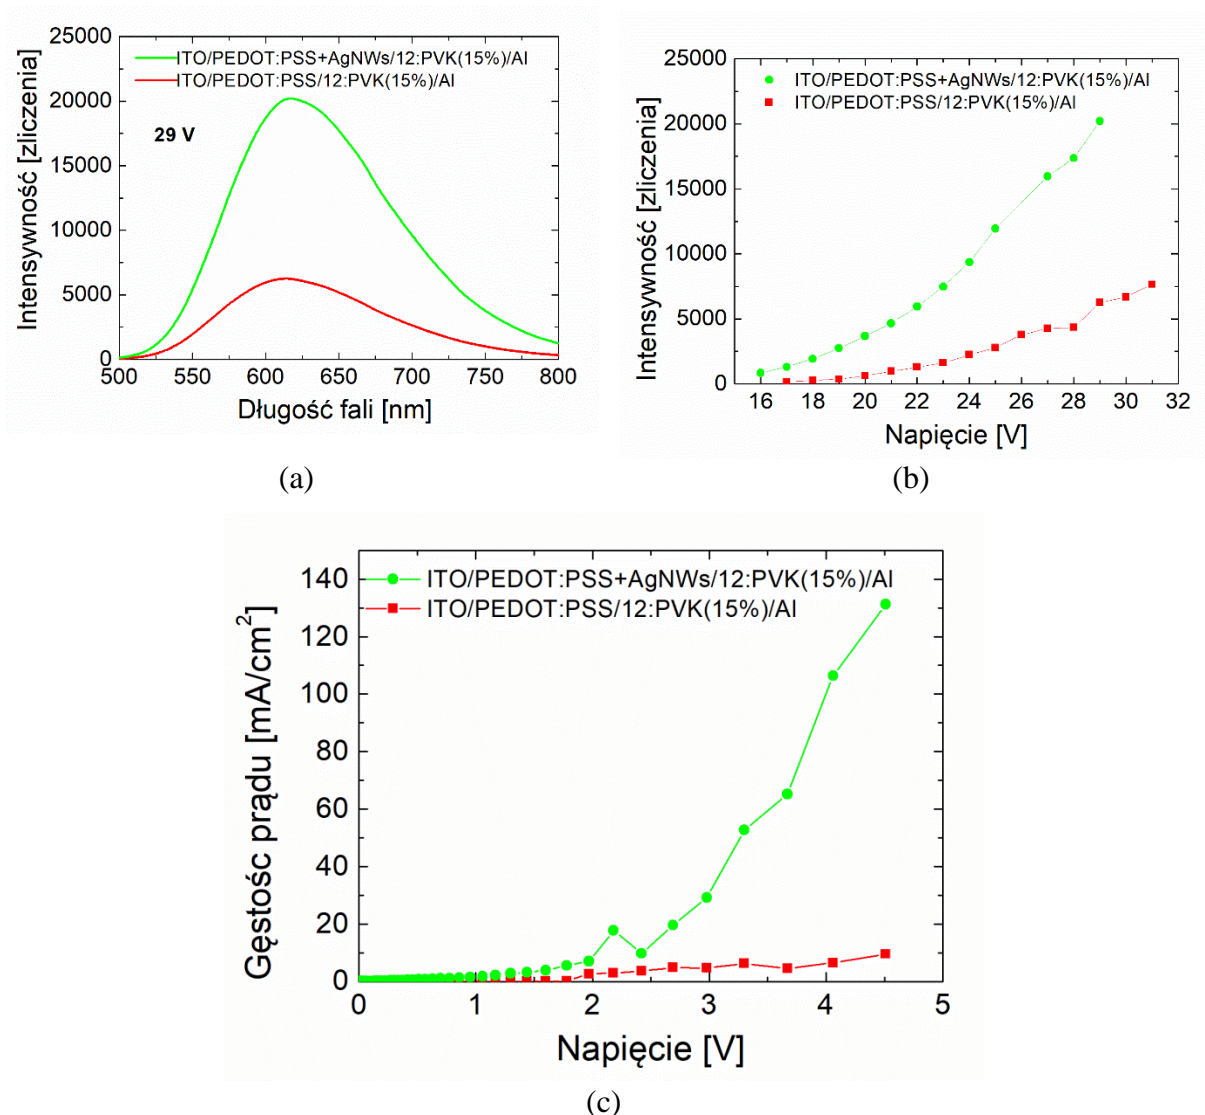 25000
20000
15000
10000
5000
0
Intensywność [zliczenia]
ITO/PEDOT:PSS+AgNWs/12:PVK(15%)/Al
ITO/PEDOT:PSS/12:PVK(15%)/Al
29 V
500 550 600 650 700 750 800
Długość fali [nm]
(a)
25000
20000
15000
10000
5000
0
Intensywność [zliczenia]
ITO/PEDOT:PSS+AgNWs/12:PVK(15%)/Al
ITO/PEDOT:PSS/12:PVK(15%)/Al
16 18 20 22 24 26 28 30 32
Napięcie [V]
(b)
140
120
100
80
60
40
20
0
Gęstośc prądu [mA/cm²]
ITO/PEDOT:PSS+AgNWs/12:PVK(15%)/Al
ITO/PEDOT:PSS/12:PVK(15%)/Al
0 1 2 3 4 5
Napięcie [V]
(c)